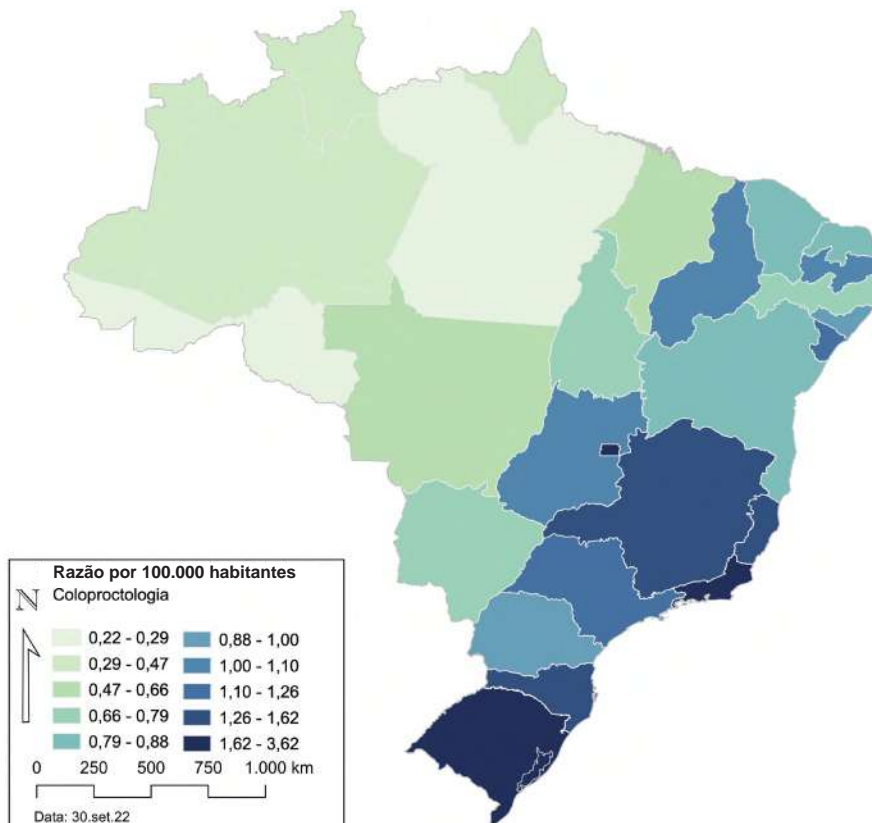 Razão por 100.000 habitantes
N Coloproctologia
0,22 - 0,29 0,88 - 1,00
0,29 - 0,47 1,00 - 1,10
0,47 - 0,66 1,10 - 1,26
0,66 - 0,79 1,26 - 1,62
0,79 - 0,88 1,62 - 3,62
0 250 500 750 1.000 km
Data: 30.set.22